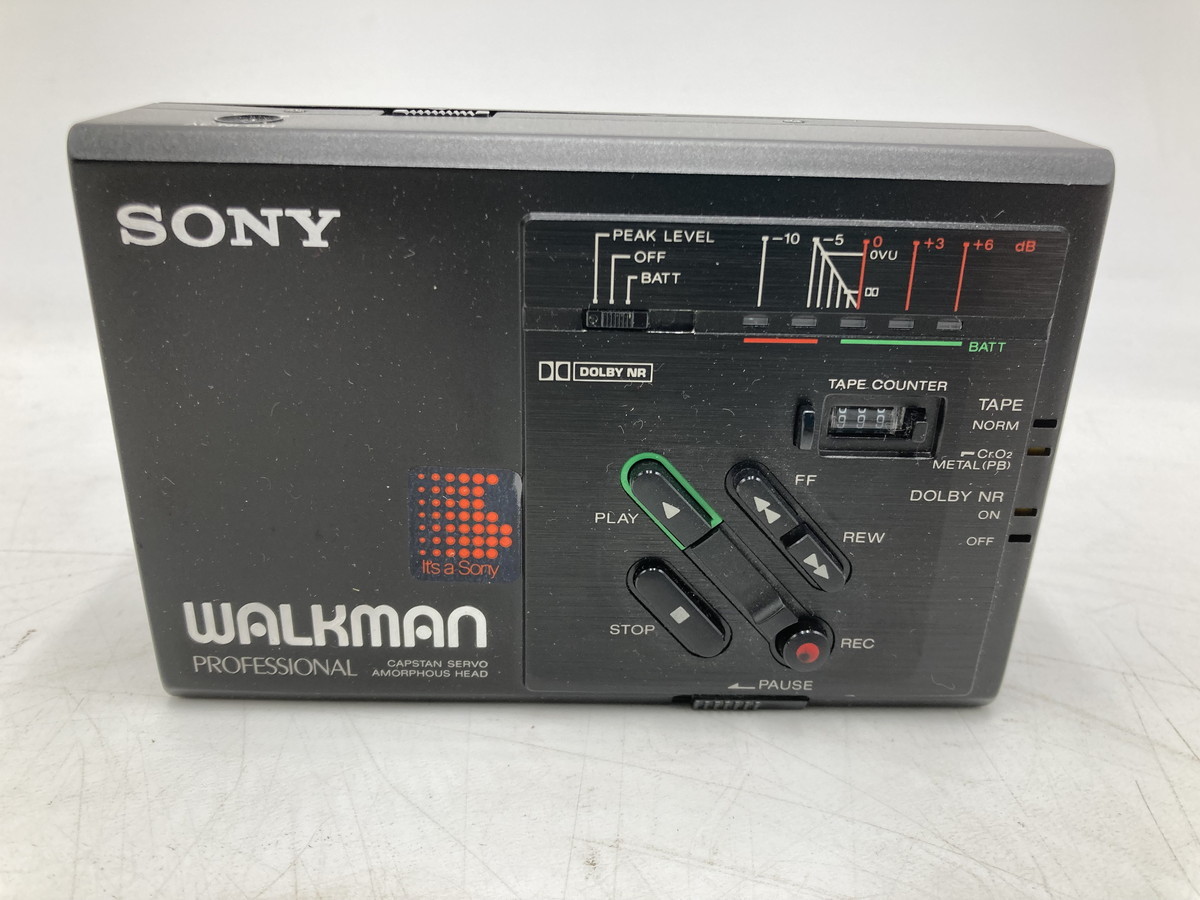 SONY
PEAK LEVEL
OFF
BATT
-10
-5
0
0VU
+3
+6
dB
BATT
DOLBY NR
TAPE COUNTER
999
TAPE
NORM
CrO2
METAL(PB)
DOLBY NR
ON
OFF
FF
REW
PLAY
STOP
REC
PAUSE
It's a Sony
WALKMAN
PROFESSIONAL
CAPSTAN SERVO
AMORPHOUS HEAD